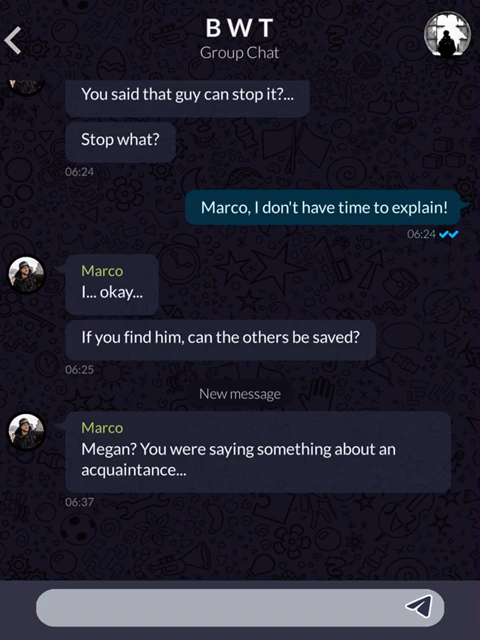 B W T
Group Chat
You said that guy can stop it?...
Stop what?
06:24
Marco, I don't have time to explain!
06:24
Marco
I... okay...
If you find him, can the others be saved?
06:25
New message
Marco
Megan? You were saying something about an
acquaintance...
06:37